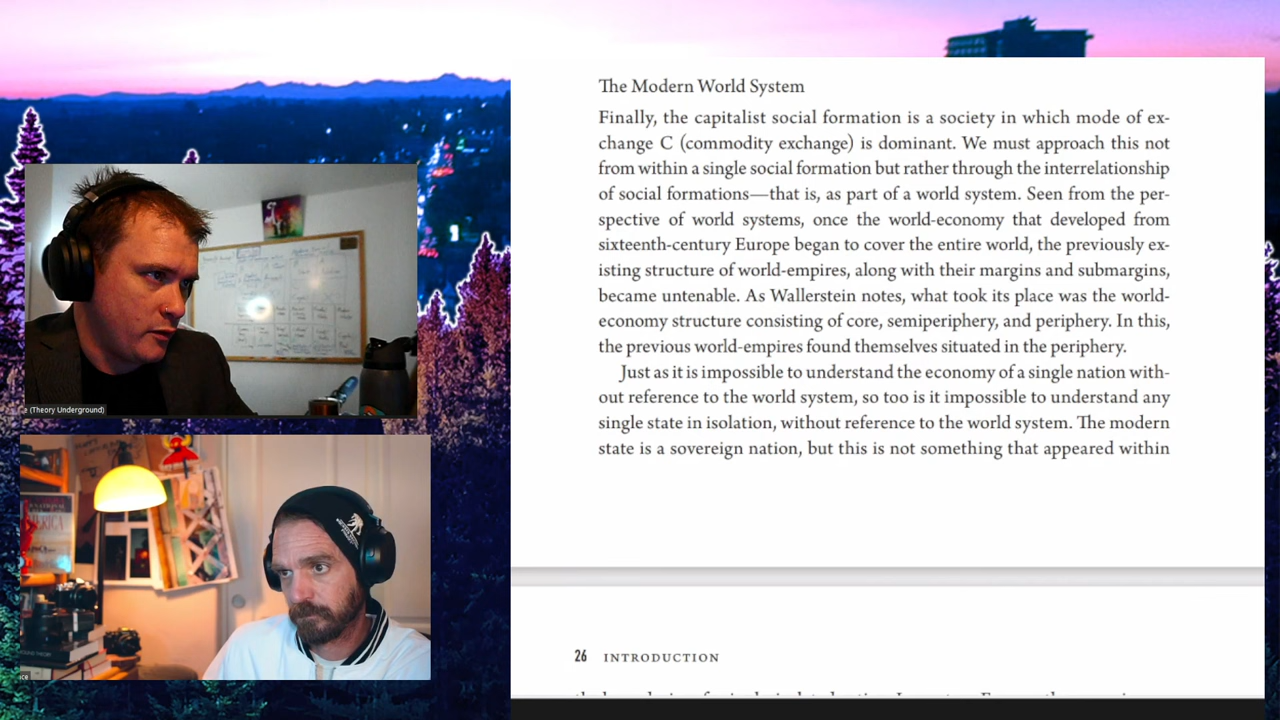 The Modern World System
Finally, the capitalist social formation is a society in which mode of ex-
change C (commodity exchange) is dominant. We must approach this not
from within a single social formation but rather through the interrelationship
of social formations—that is, as part of a world system. Seen from the per-
spective of world systems, once the world-economy that developed from
sixteenth-century Europe began to cover the entire world, the previously ex-
isting structure of world-empires, along with their margins and submargins,
became untenable. As Wallerstein notes, what took its place was the world-
economy structure consisting of core, semiperiphery, and periphery. In this,
the previous world-empires found themselves situated in the periphery.
Just as it is impossible to understand the economy of a single nation with-
out reference to the world system, so too is it impossible to understand any
single state in isolation, without reference to the world system. The modern
state is a sovereign nation, but this is not something that appeared within
26 INTRODUCTION
(Theory Underground)